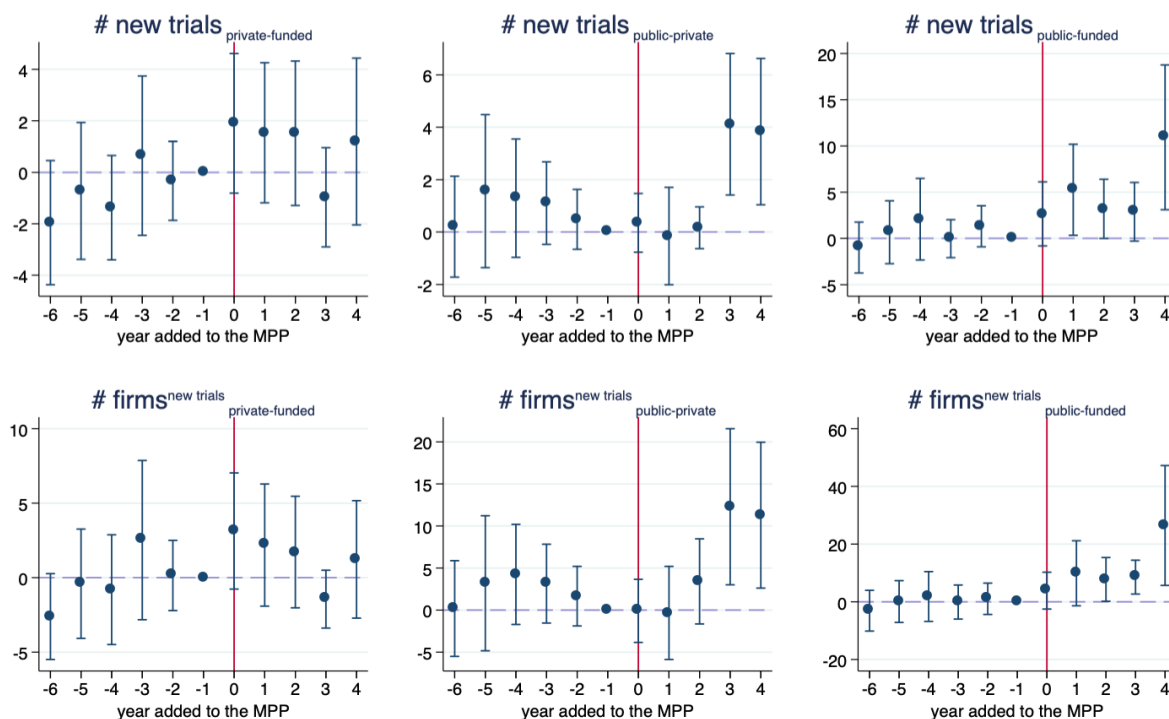 # new trials private-funded
4
2
0
-2
-4
-6 -5 -4 -3 -2 -1 0 1 2 3 4
year added to the MPP
# new trials public-private
6
4
2
0
-2
-6 -5 -4 -3 -2 -1 0 1 2 3 4
year added to the MPP
# new trials public-funded
20
15
10
5
0
-5
-6 -5 -4 -3 -2 -1 0 1 2 3 4
year added to the MPP
# firms new trials private-funded
10
5
0
-5
-6 -5 -4 -3 -2 -1 0 1 2 3 4
year added to the MPP
# firms new trials public-private
20
15
10
5
0
-5
-6 -5 -4 -3 -2 -1 0 1 2 3 4
year added to the MPP
# firms new trials public-funded
60
40
20
0
-20
-6 -5 -4 -3 -2 -1 0 1 2 3 4
year added to the MPP